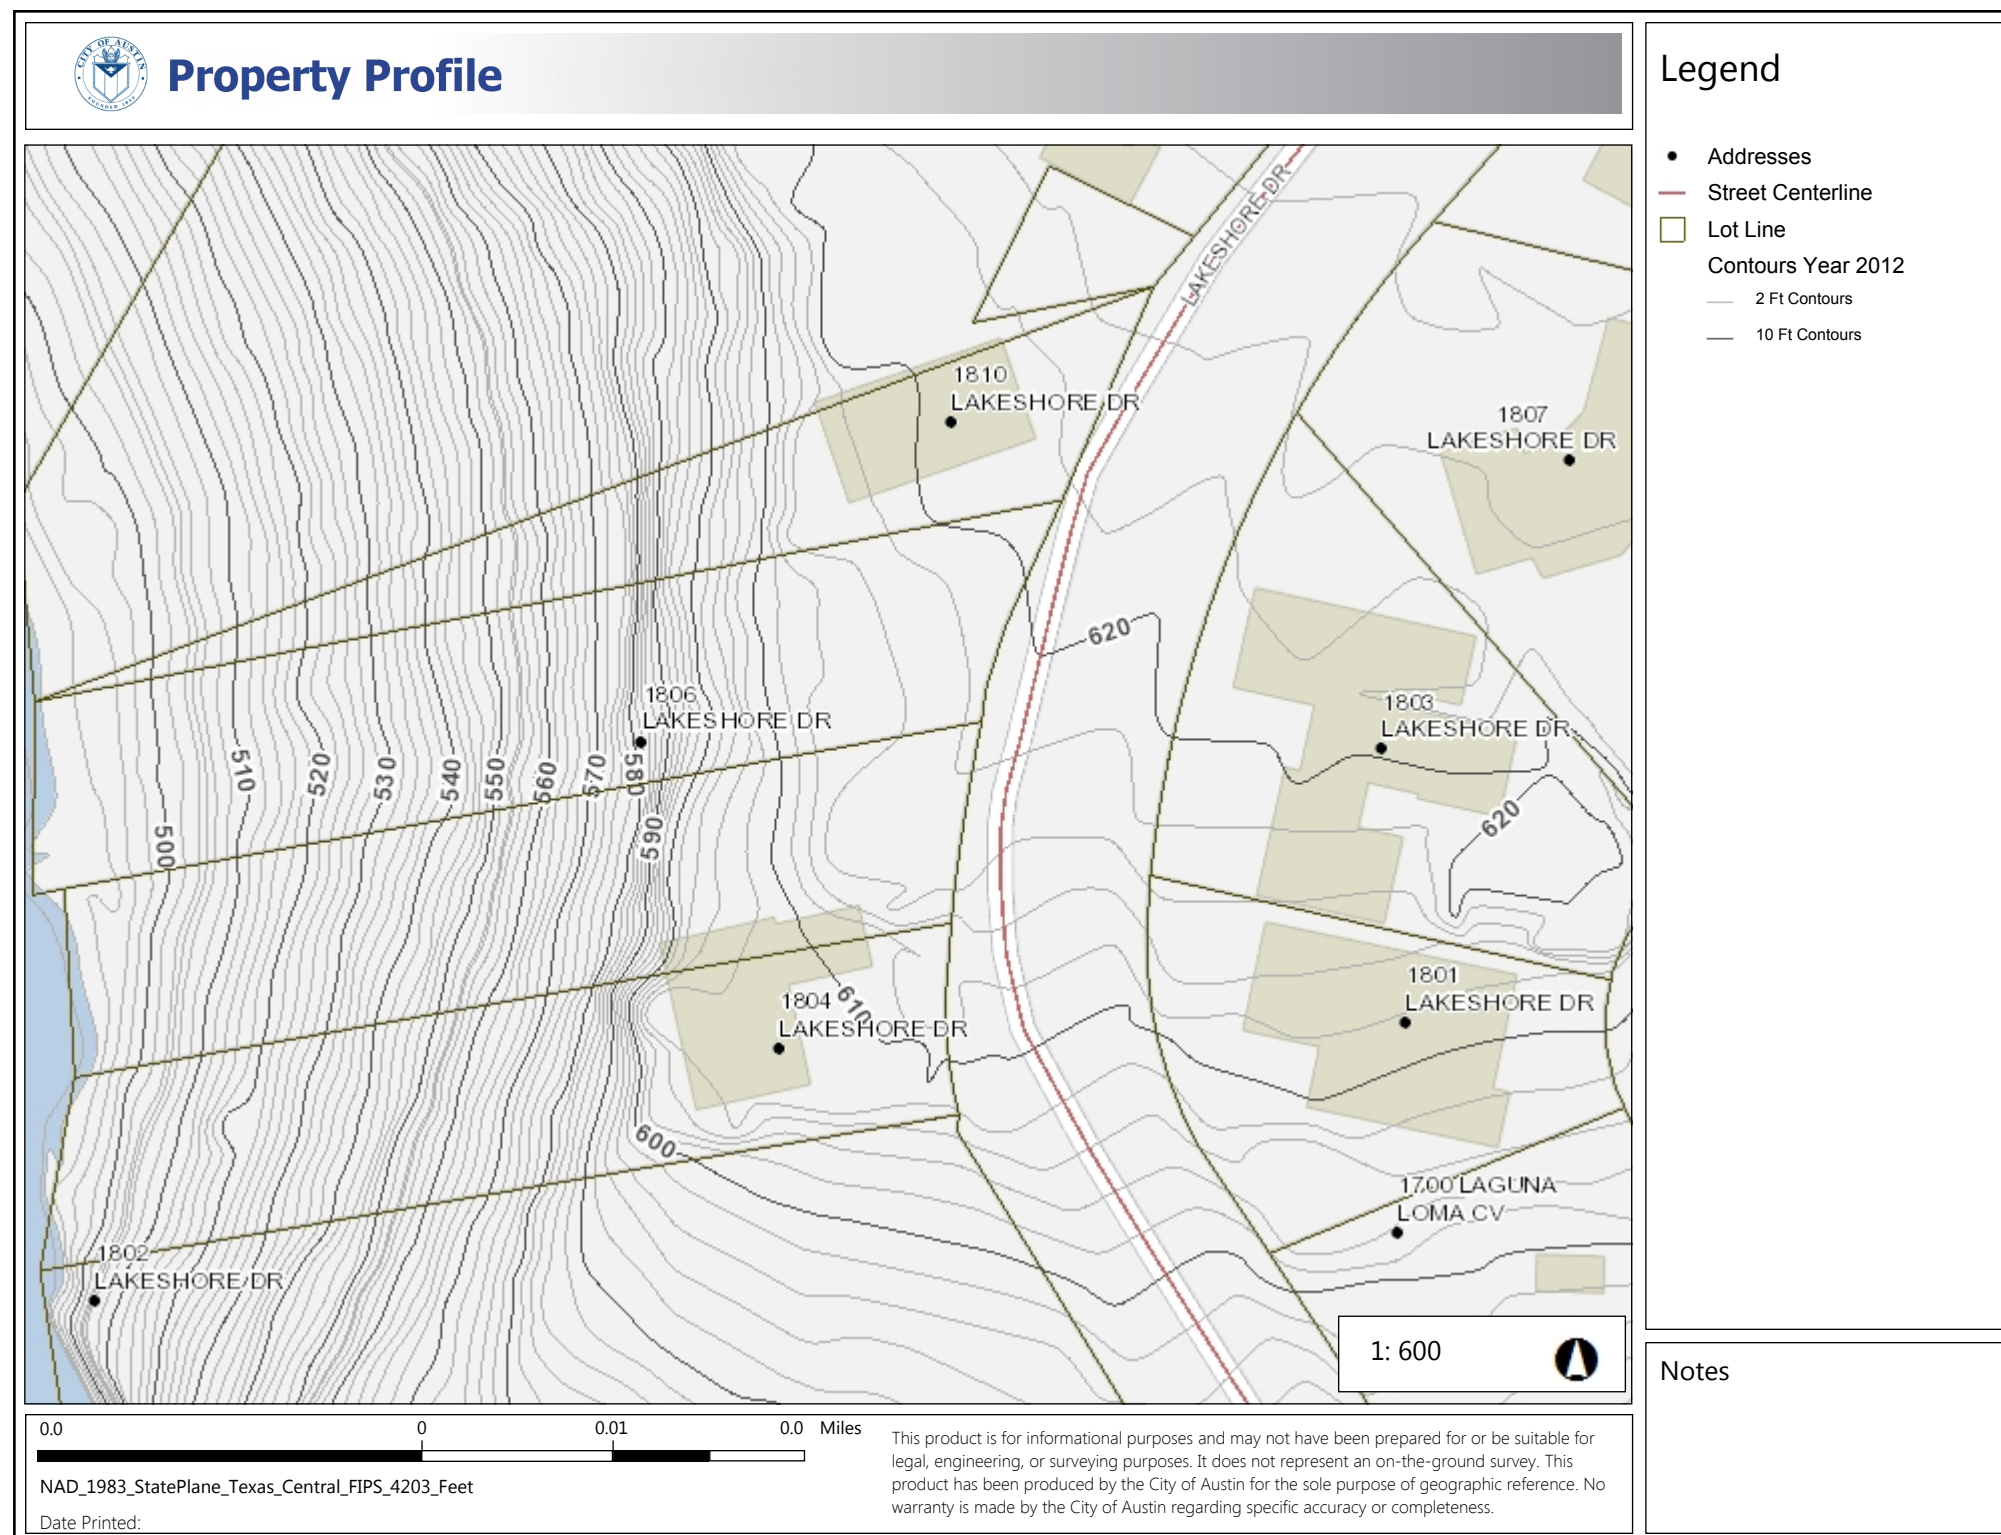 CITY OF AUSTIN
FOUNDED 1839
Property Profile
LAKESHORE DR
1810
LAKESHORE DR
1807
LAKESHORE DR
620
1806
LAKESHORE DR
1803
LAKESHORE DR
510
520
530
540
550
560
570
580
590
500
620
1804
LAKESHORE DR
610
1801
LAKESHORE DR
600
1700 LAGUNA
LOMA CV
1802
LAKESHORE DR
1: 600
Legend
Addresses
Street Centerline
Lot Line
Contours Year 2012
2 Ft Contours
10 Ft Contours
Notes
0.0 0 0.01 0.0 Miles
NAD_1983_StatePlane_Texas_Central_FIPS_4203_Feet
Date Printed:
This product is for informational purposes and may not have been prepared for or be suitable for
legal, engineering, or surveying purposes. It does not represent an on-the-ground survey. This
product has been produced by the City of Austin for the sole purpose of geographic reference. No
warranty is made by the City of Austin regarding specific accuracy or completeness.